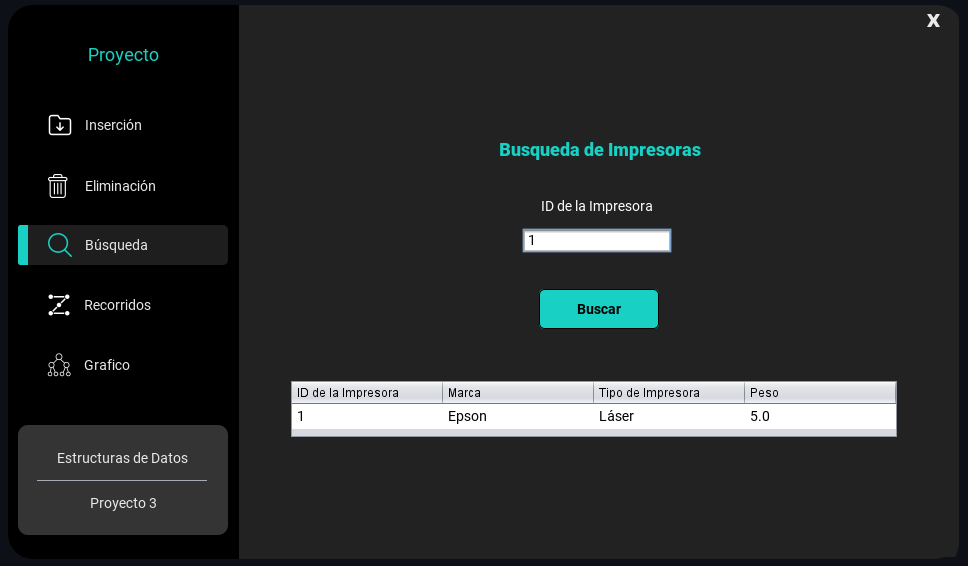 X
Proyecto
Inserción
Eliminación
Búsqueda
Recorridos
Grafico
Estructuras de Datos
Proyecto 3
Busqueda de Impresoras
ID de la Impresora
1
Buscar
ID de la Impresora Marca Tipo de Impresora Peso
1 Epson Láser 5.0